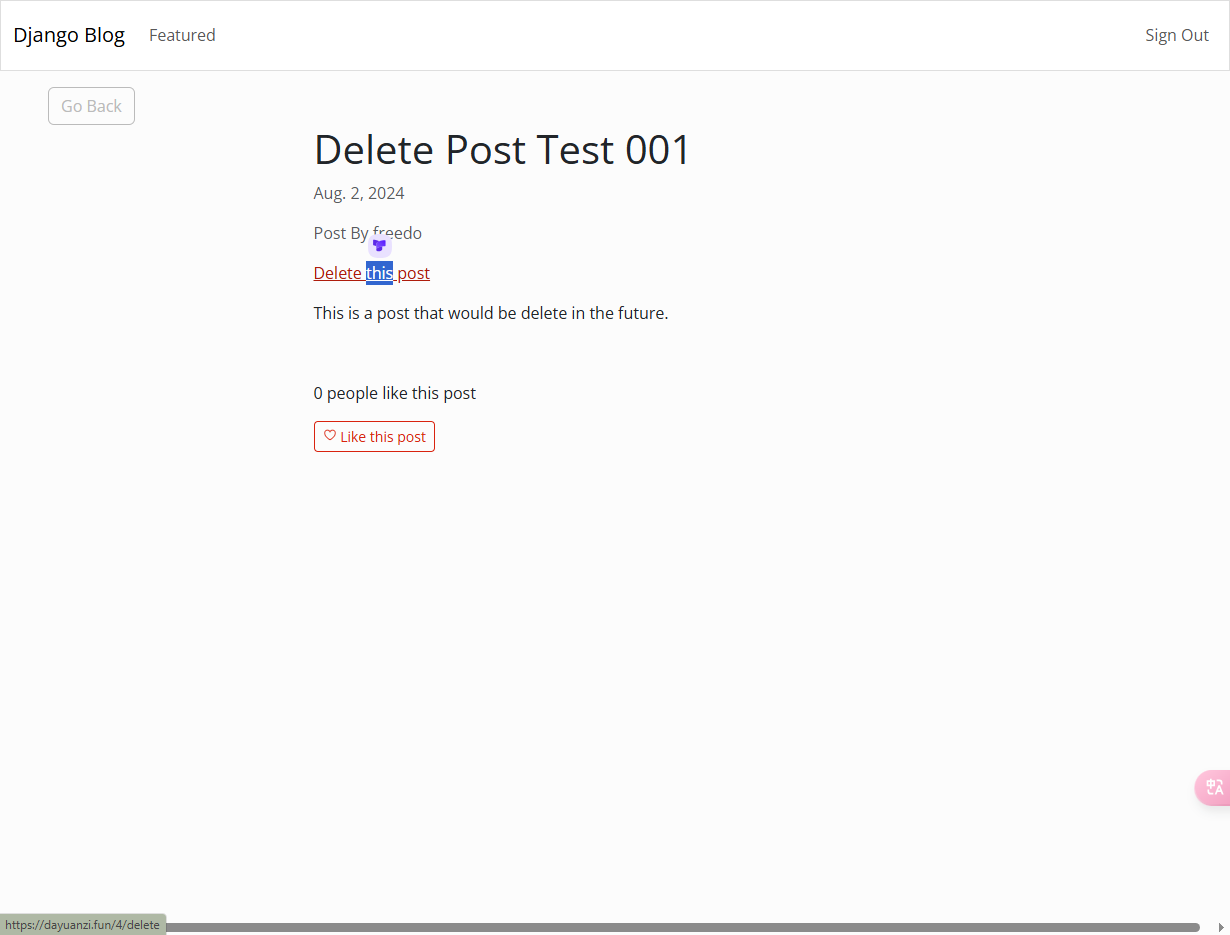 Django Blog Featured Sign Out
Go Back
Delete Post Test 001
Aug. 2, 2024
Post By freedo
Delete this post
This is a post that would be delete in the future.
0 people like this post
Like this post
中 A
https://dayuanzi.fun/4/delete